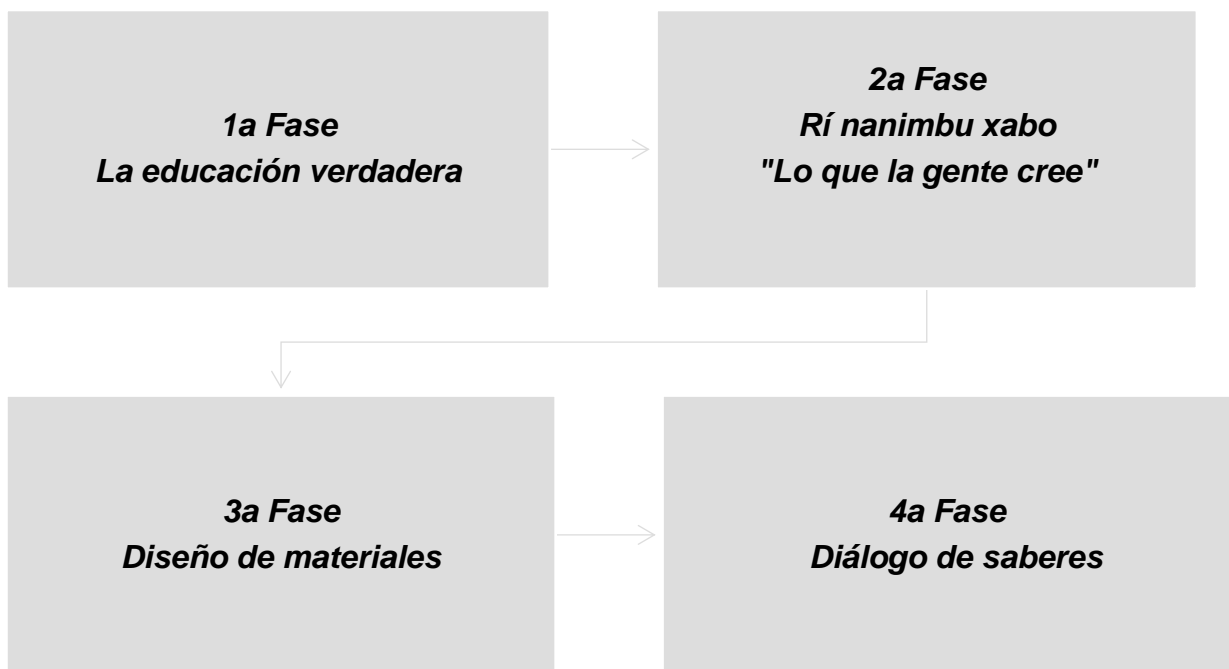 1a Fase
La educación verdadera
2a Fase
Rí nanimbu xabo
"Lo que la gente cree"
3a Fase
Diseño de materiales
4a Fase
Diálogo de saberes